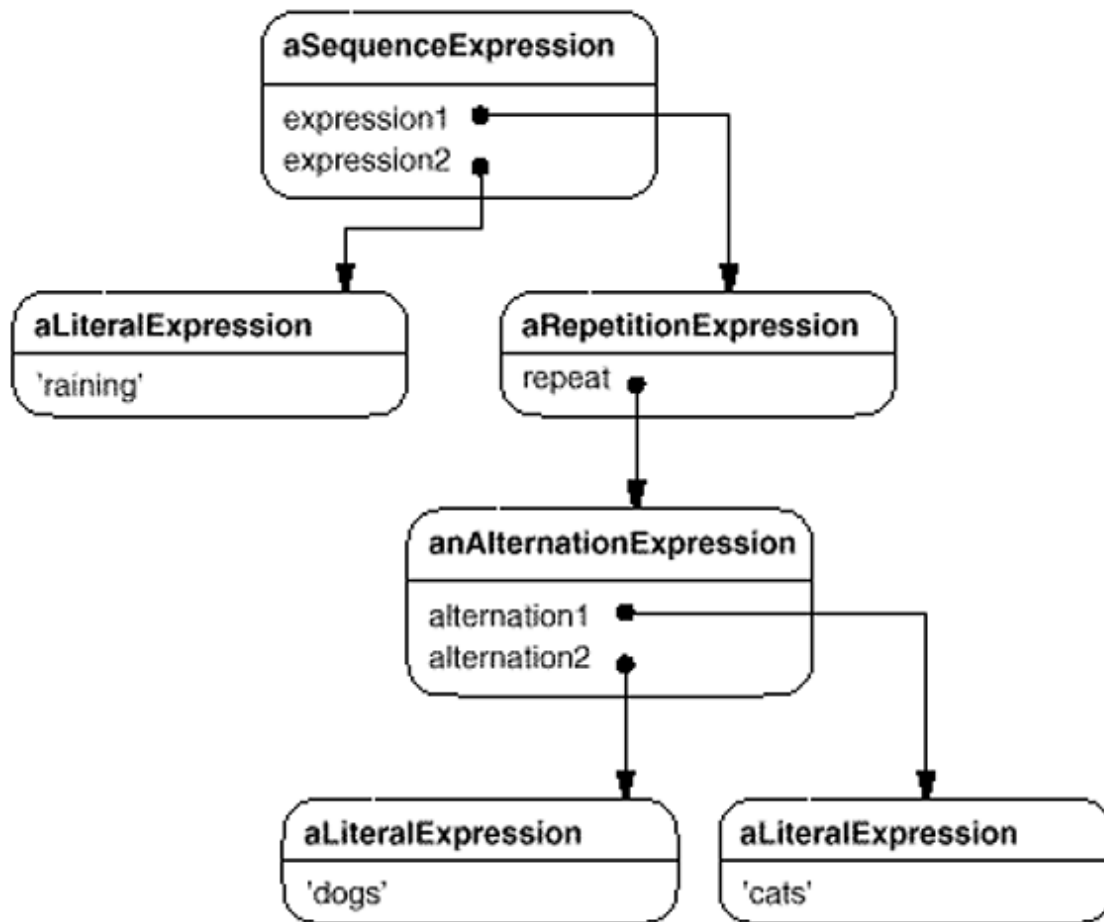 aSequenceExpression
expression1
expression2
aLiteralExpression
'raining'
aRepetitionExpression
repeat
anAlternationExpression
alternation1
alternation2
aLiteralExpression
'dogs'
aLiteralExpression
'cats'